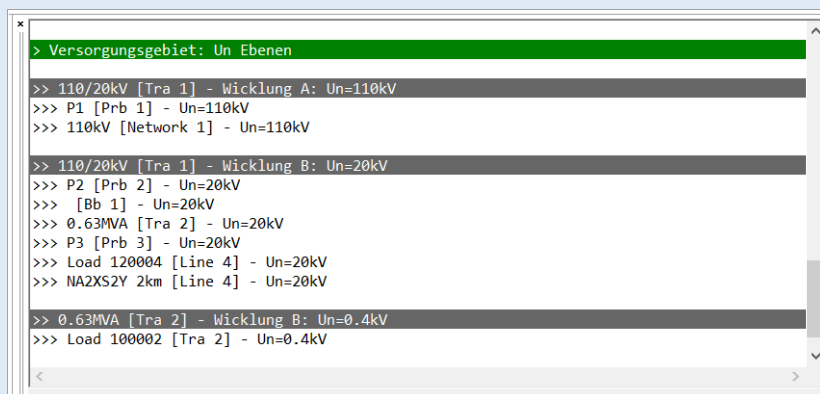 > Versorgungsgebiet: Un Ebenen
>> 110/20kV [Tra 1] - Wicklung A: Un=110kV
>>> P1 [Prb 1] - Un=110kV
>>> 110kV [Network 1] - Un=110kV
>> 110/20kV [Tra 1] - Wicklung B: Un=20kV
>>> P2 [Prb 2] - Un=20kV
>>>  [Bb 1] - Un=20kV
>>> 0.63MVA [Tra 2] - Un=20kV
>>> P3 [Prb 3] - Un=20kV
>>> Load 120004 [Line 4] - Un=20kV
>>> NA2XS2Y 2km [Line 4] - Un=20kV
>> 0.63MVA [Tra 2] - Wicklung B: Un=0.4kV
>>> Load 100002 [Tra 2] - Un=0.4kV